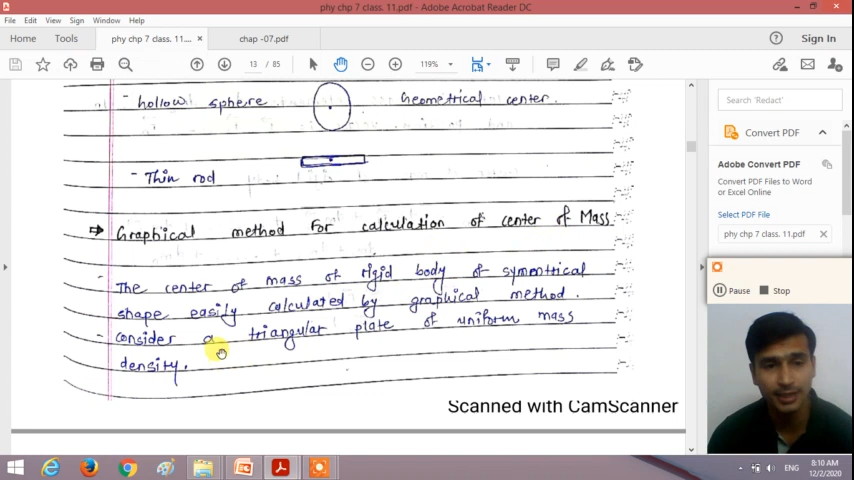 phy chp 7 class. 11.pdf - Adobe Acrobat Reader DC
File Edit View Sign Window Help
Home Tools phy chp 7 class. 11.... × chap -07.pdf Sign In
13 / 85 119%
- hollow sphere Geometrical center.
- Thin rod
⇒ Graphical method For calculation of center of Mass
- The center of mass of rigid body of symmtrical
shape easily calculated by graphical method.
- consider a triangular plate of uniform mass
density.
Scanned with CamScanner
Search 'Redact'
Convert PDF
Adobe Convert PDF
Convert PDF Files to Word
or Excel Online
Select PDF File
phy chp 7 class. 11.pdf ×
Pause Stop
ENG
8:10 AM
12/2/2020